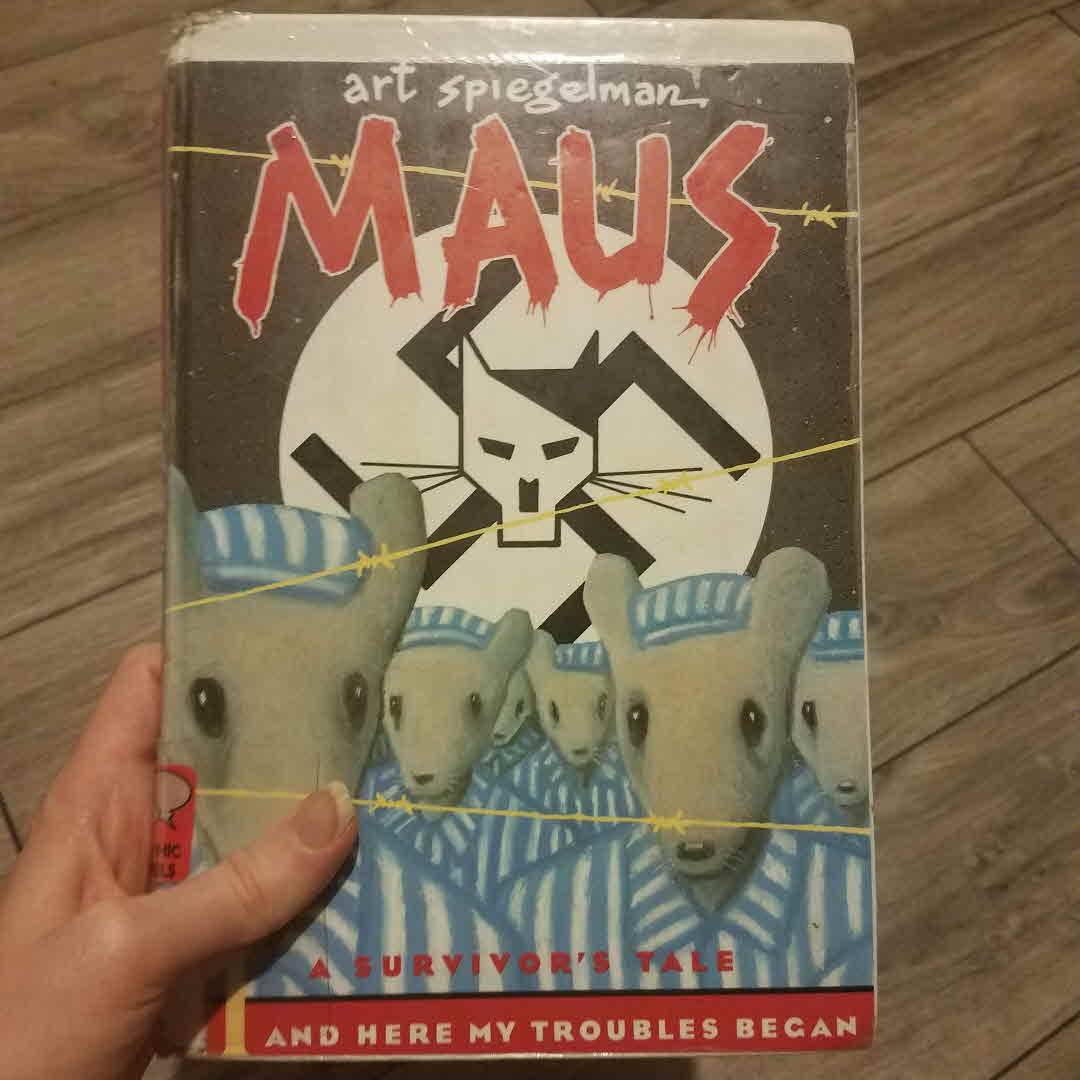 art spiegelman
MAUS
A SURVIVOR'S TALE
AND HERE MY TROUBLES BEGAN